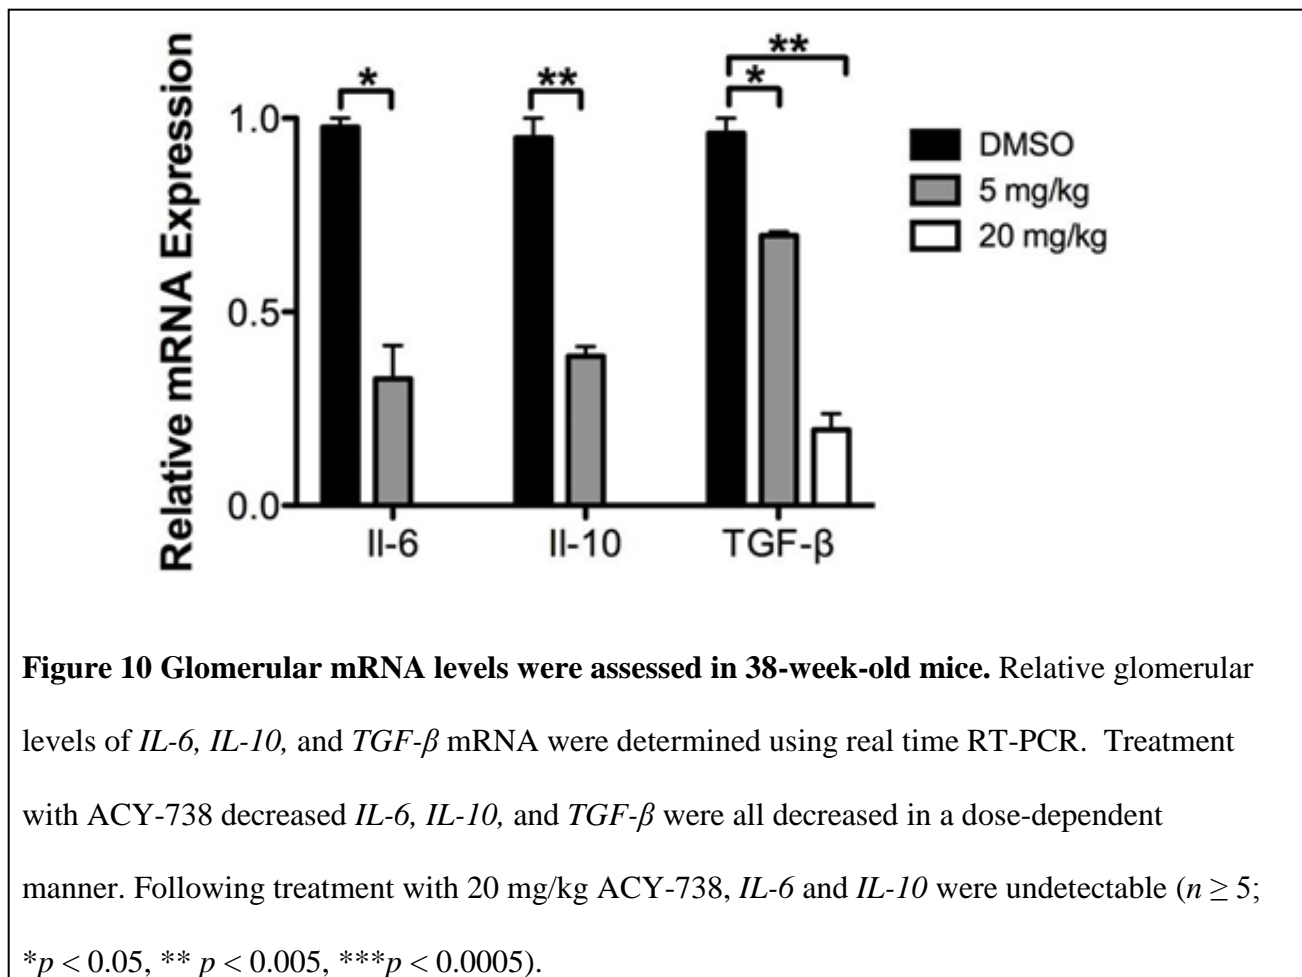 **
* ** *
1.0
DMSO
5 mg/kg
20 mg/kg
Relative mRNA Expression
0.5
0.0
Il-6 Il-10 TGF-β
Figure 10 Glomerular mRNA levels were assessed in 38-week-old mice. Relative glomerular
levels of IL-6, IL-10, and TGF-β mRNA were determined using real time RT-PCR. Treatment
with ACY-738 decreased IL-6, IL-10, and TGF-β were all decreased in a dose-dependent
manner. Following treatment with 20 mg/kg ACY-738, IL-6 and IL-10 were undetectable (n ≥ 5;
*p < 0.05, ** p < 0.005, ***p < 0.0005).